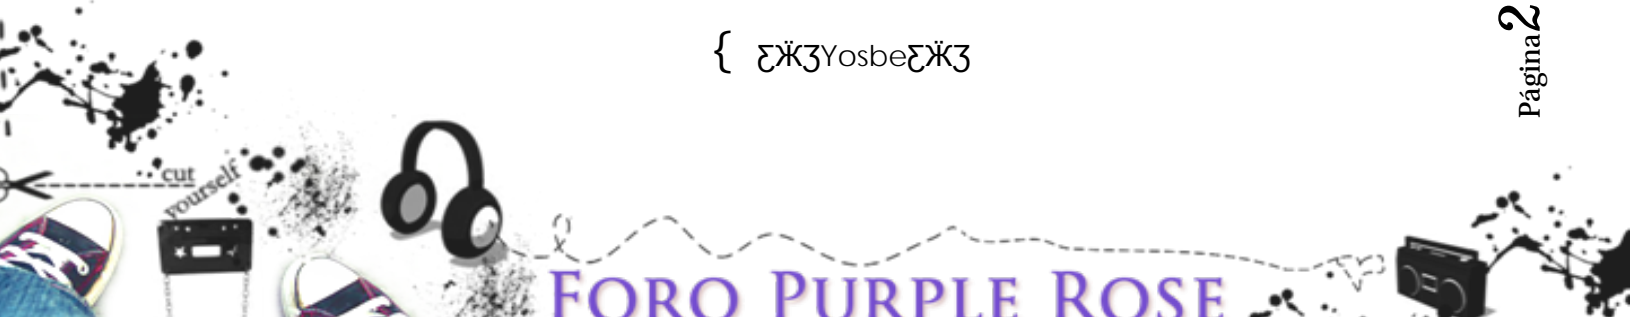 { ƸӜƷYosbeƸӜƷ
Página2
cut
yourself
FORO PURPLE ROSE